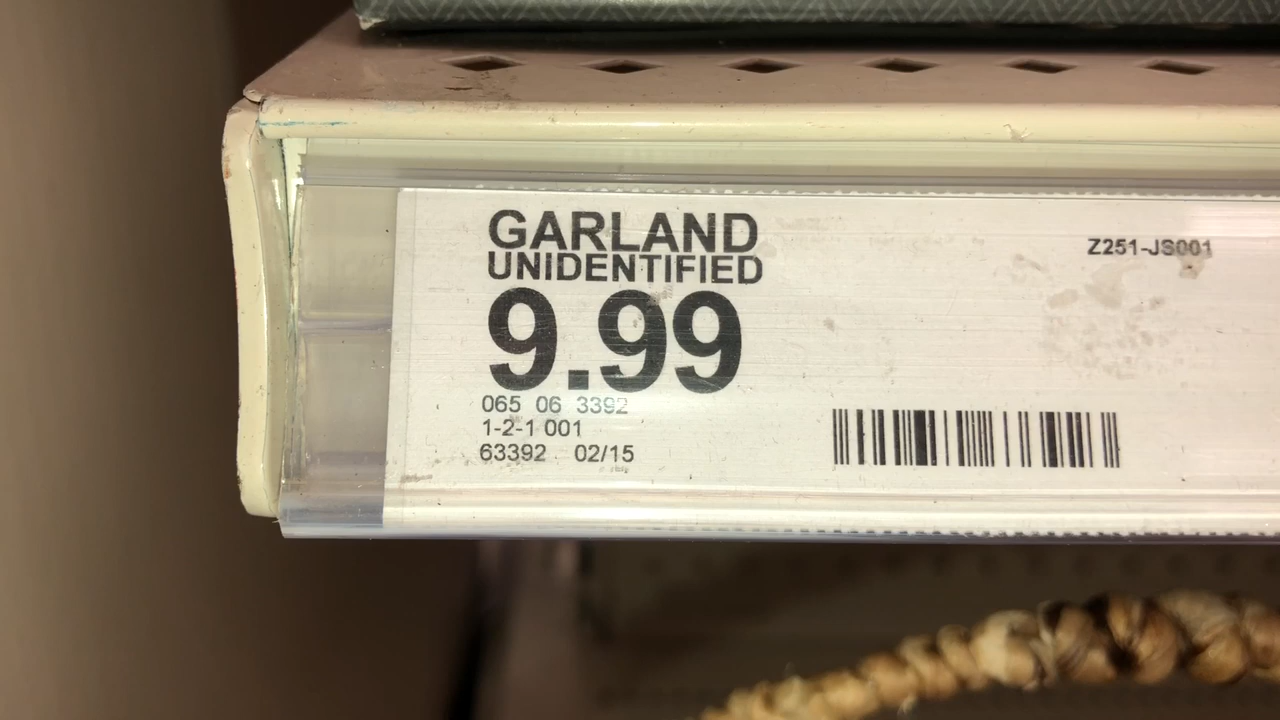 GARLAND
UNIDENTIFIED
Z251-JS001
9.99
065 06 3392
1-2-1 001
63392 02/15